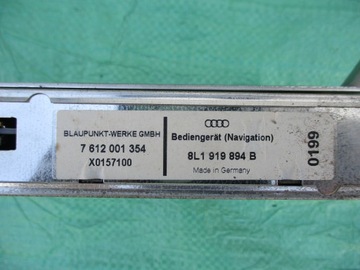 BLAUPUNKT-WERKE GMBH
7 612 001 354
X0157100
Bediengerät (Navigation)
8L1 919 894 B
Made in Germany
0199